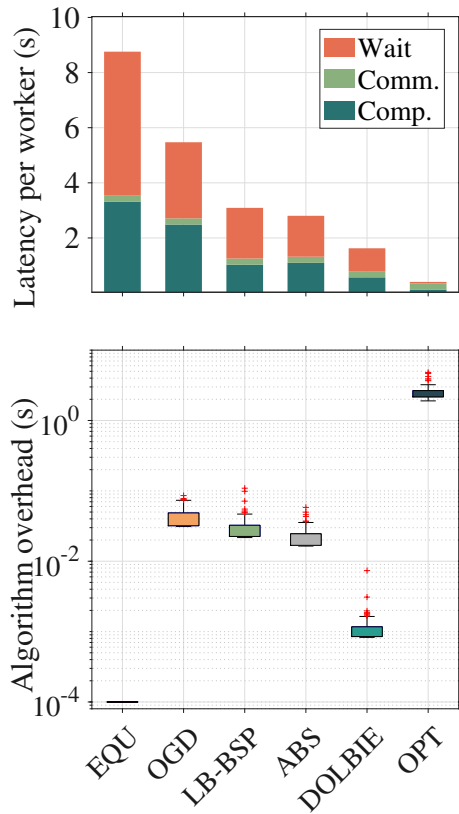 Latency per worker (s)
10
8
6
4
2
Wait
Comm.
Comp.
Algorithm overhead (s)
10^0
10^-2
10^-4
EQU
OGD
LB-BSP
ABS
DOLBIE
OPT